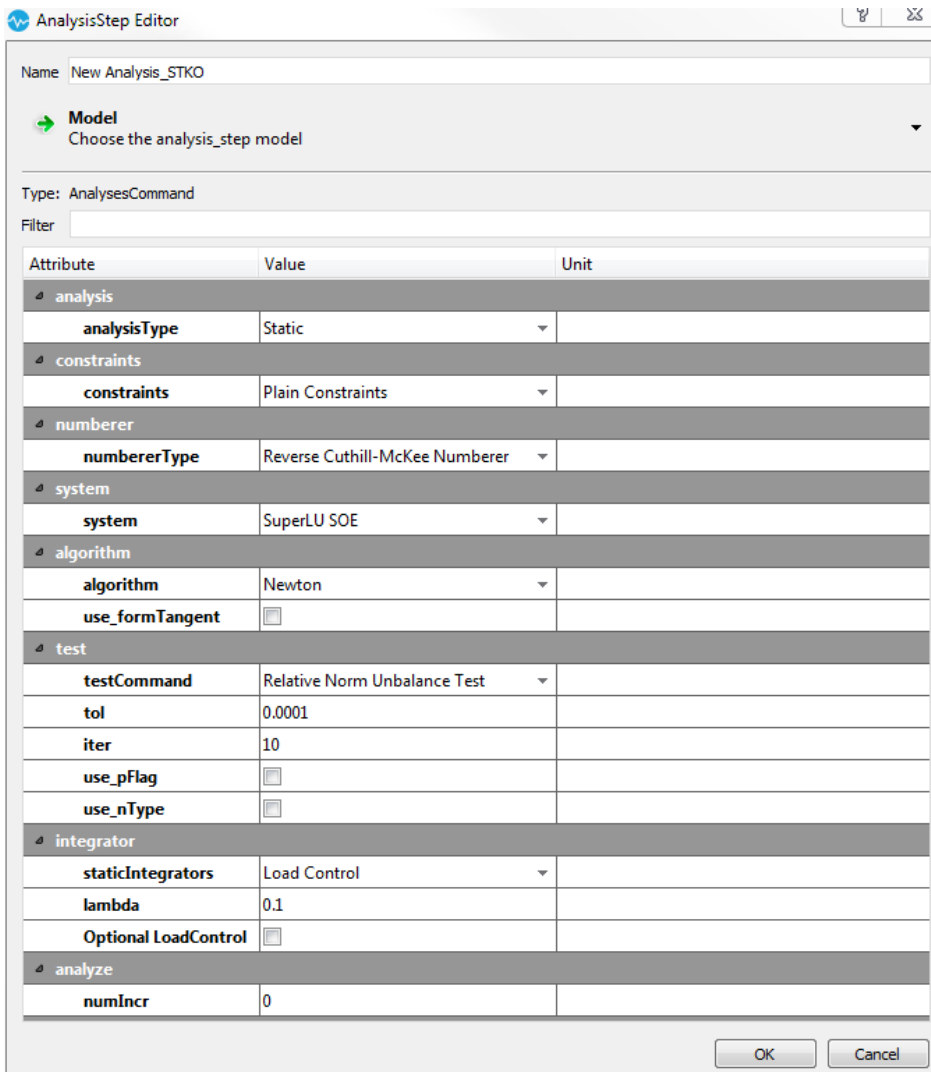 AnalysisStep Editor
Name New Analysis_STKO
Model
Choose the analysis_step model
Type: AnalysesCommand
Filter
Attribute Value Unit
analysis
analysisType Static
constraints
constraints Plain Constraints
numberer
numbererType Reverse Cuthill-McKee Numberer
system
system SuperLU SOE
algorithm
algorithm Newton
use_formTangent
test
testCommand Relative Norm Unbalance Test
tol 0.0001
iter 10
use_pFlag
use_nType
integrator
staticIntegrators Load Control
lambda 0.1
Optional LoadControl
analyze
numIncr 0
OK Cancel